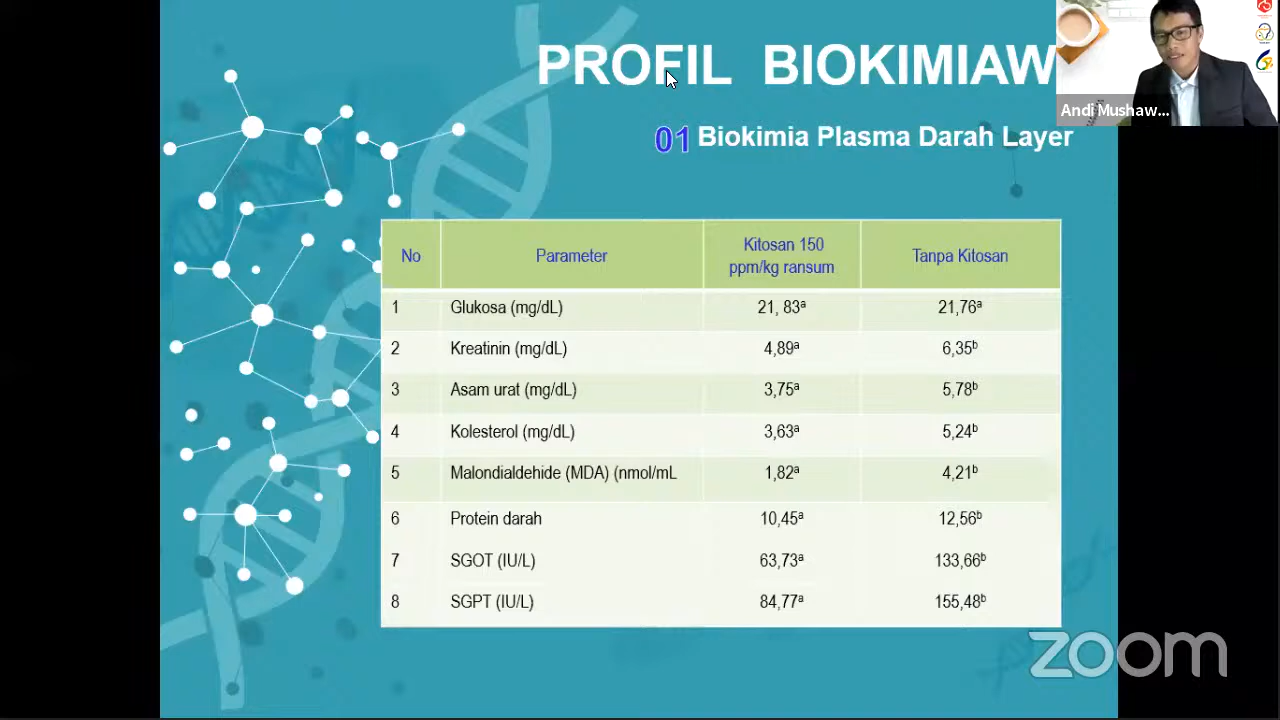 PROFIL BIOKIMIAW
Andi Mushaw...
01 Biokimia Plasma Darah Layer
No Parameter Kitosan 150 ppm/kg ransum Tanpa Kitosan
1 Glukosa (mg/dL) 21, 83ᵃ 21,76ᵃ
2 Kreatinin (mg/dL) 4,89ᵃ 6,35ᵇ
3 Asam urat (mg/dL) 3,75ᵃ 5,78ᵇ
4 Kolesterol (mg/dL) 3,63ᵃ 5,24ᵇ
5 Malondialdehide (MDA) (nmol/mL 1,82ᵃ 4,21ᵇ
6 Protein darah 10,45ᵃ 12,56ᵇ
7 SGOT (IU/L) 63,73ᵃ 133,66ᵇ
8 SGPT (IU/L) 84,77ᵃ 155,48ᵇ
zoom